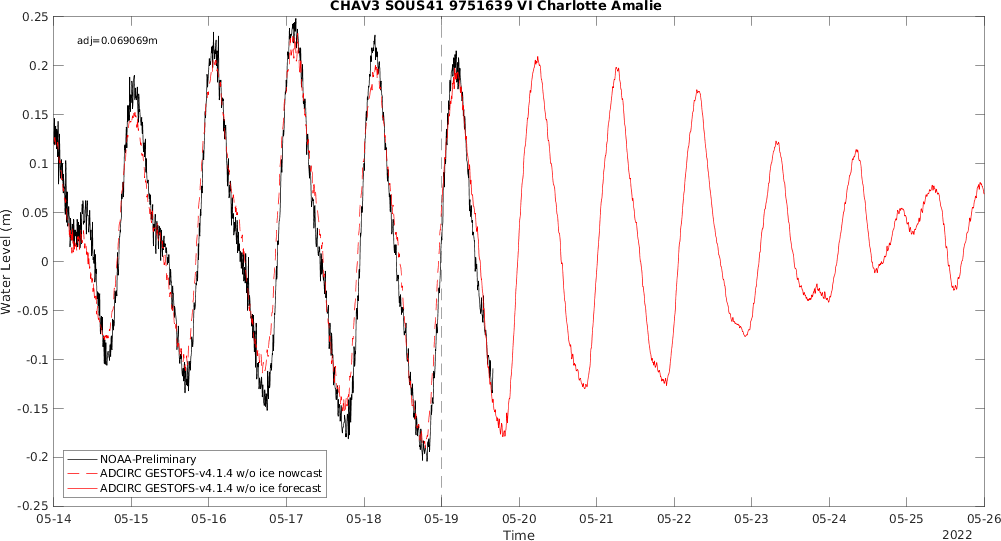 CHAV3 SOUS41 9751639 VI Charlotte Amalie
adj=0.069069m
0.25
0.2
0.15
0.1
0.05
0
-0.05
-0.1
-0.15
-0.2
-0.25
Water Level (m)
NOAA-Preliminary
ADCIRC GESTOFS-v4.1.4 w/o ice nowcast
ADCIRC GESTOFS-v4.1.4 w/o ice forecast
05-14 05-15 05-16 05-17 05-18 05-19 05-20 05-21 05-22 05-23 05-24 05-25 05-26
Time
2022